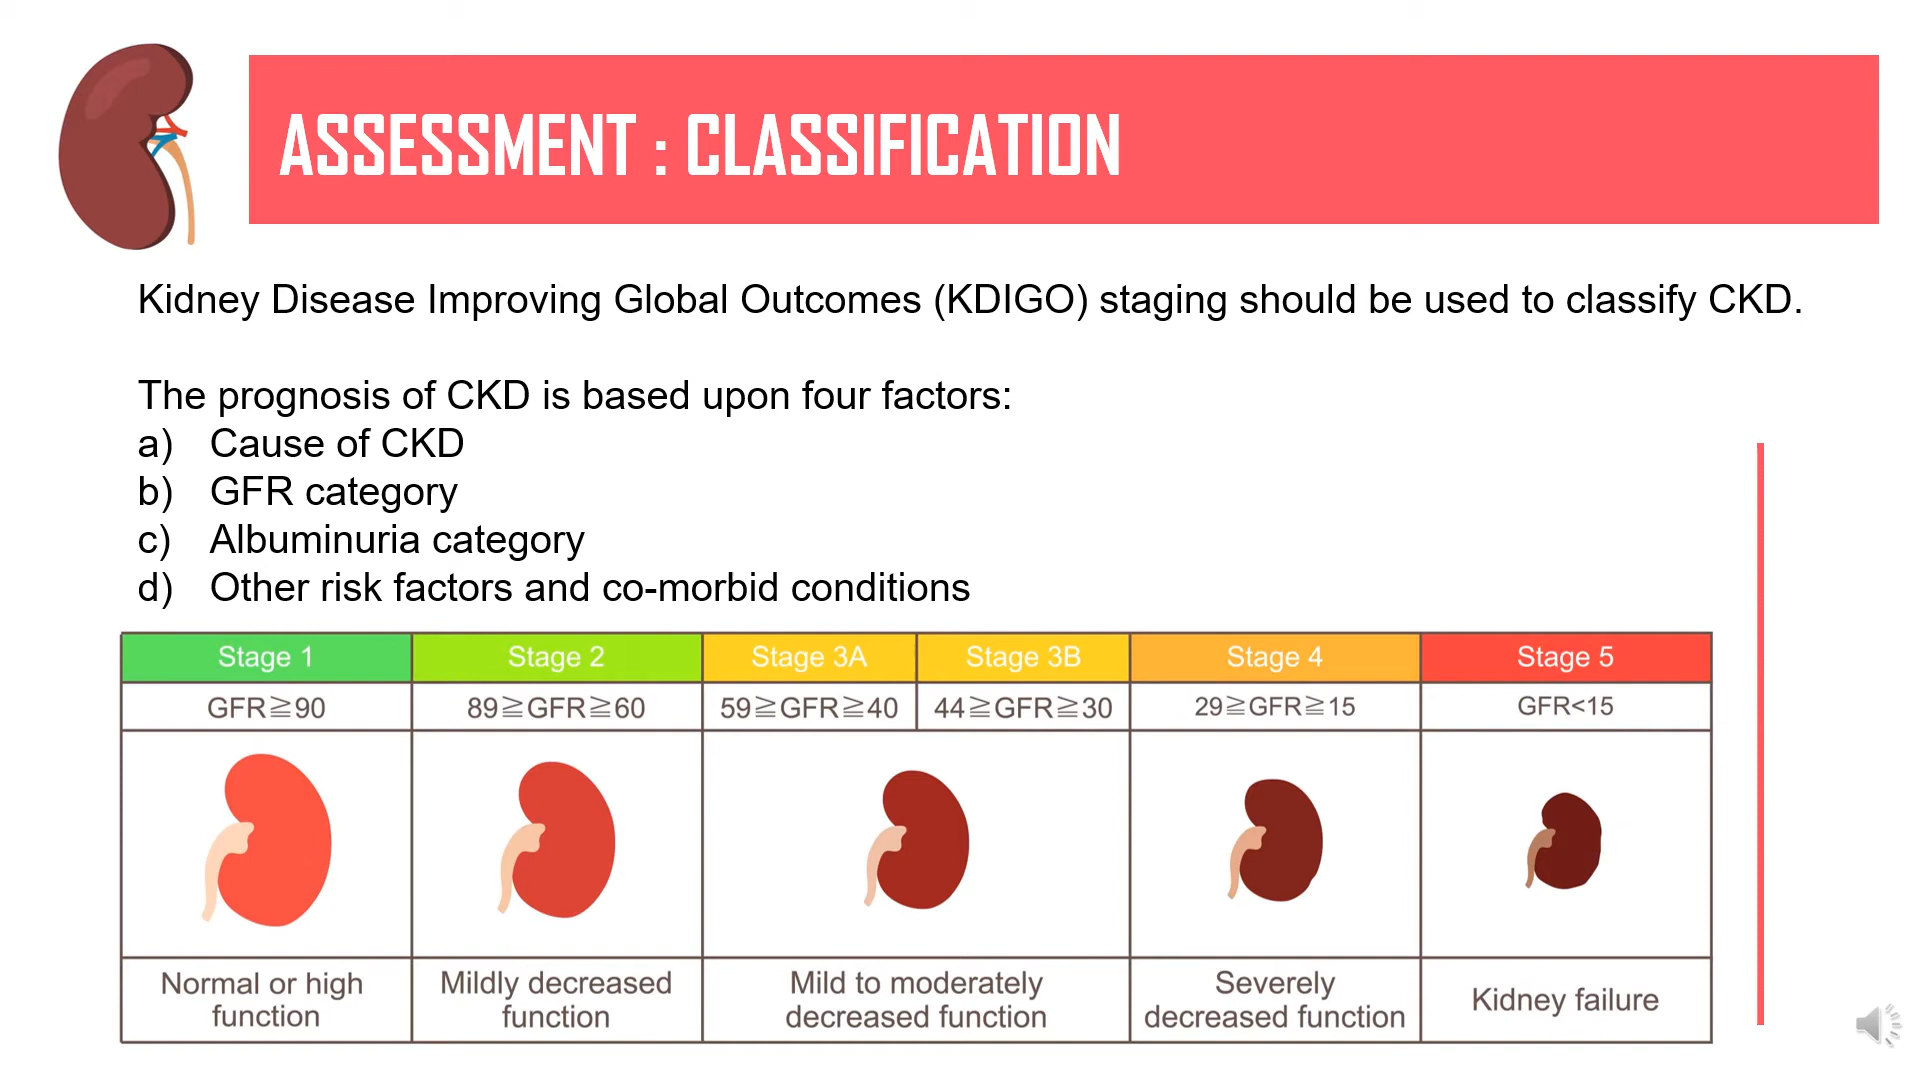 ASSESSMENT : CLASSIFICATION
Kidney Disease Improving Global Outcomes (KDIGO) staging should be used to classify CKD.
The prognosis of CKD is based upon four factors:
a) Cause of CKD
b) GFR category
c) Albuminuria category
d) Other risk factors and co-morbid conditions
Stage 1 Stage 2 Stage 3A Stage 3B Stage 4 Stage 5
GFR≧90 89≧GFR≧60 59≧GFR≧40 44≧GFR≧30 29≧GFR≧15 GFR<15
Normal or high
function
Mildly decreased
function
Mild to moderately
decreased function
Severely
decreased function
Kidney failure